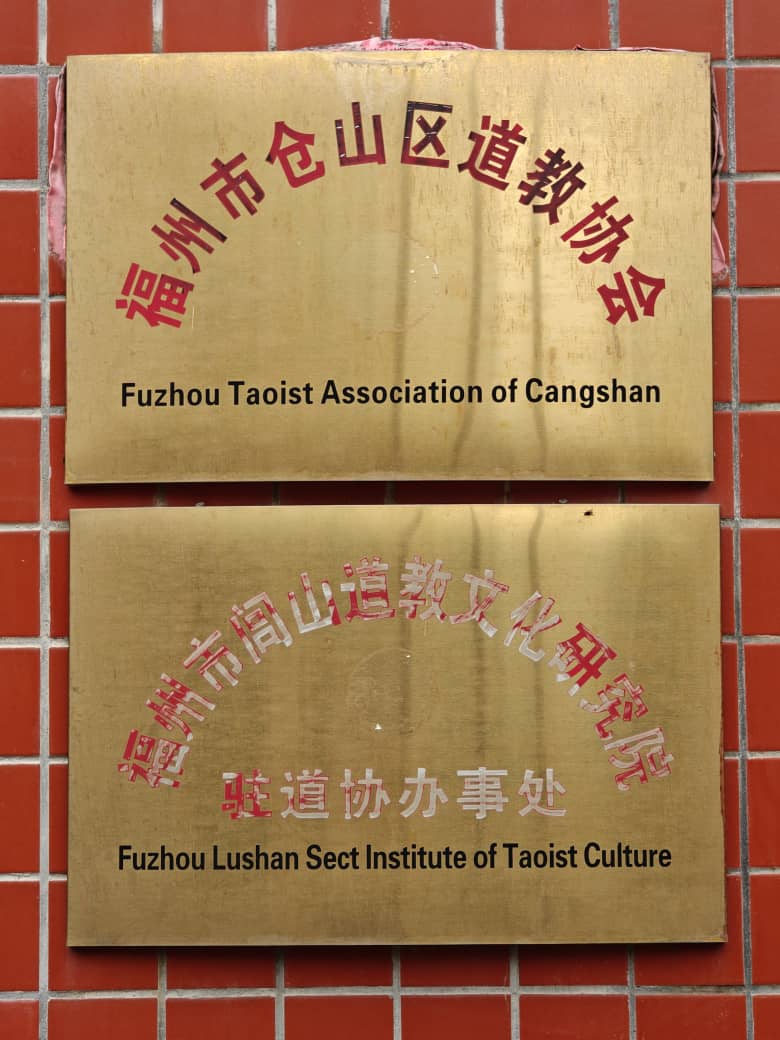 福州市仓山区道教协会
Fuzhou Taoist Association of Cangshan
福州市闾山道教文化研究院
驻道协办事处
Fuzhou Lushan Sect Institute of Taoist Culture